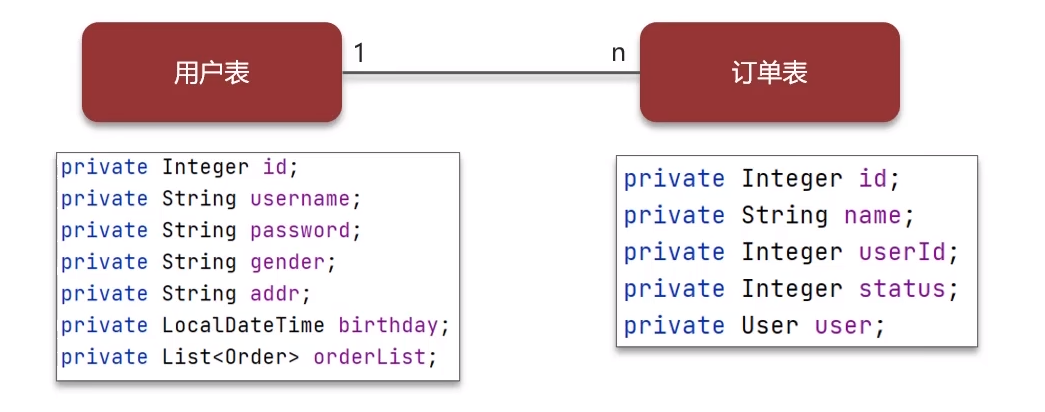 用户表
1
n
订单表
private Integer id;
private String username;
private String password;
private String gender;
private String addr;
private LocalDateTime birthday;
private List<Order> orderList;
private Integer id;
private String name;
private Integer userId;
private Integer status;
private User user;